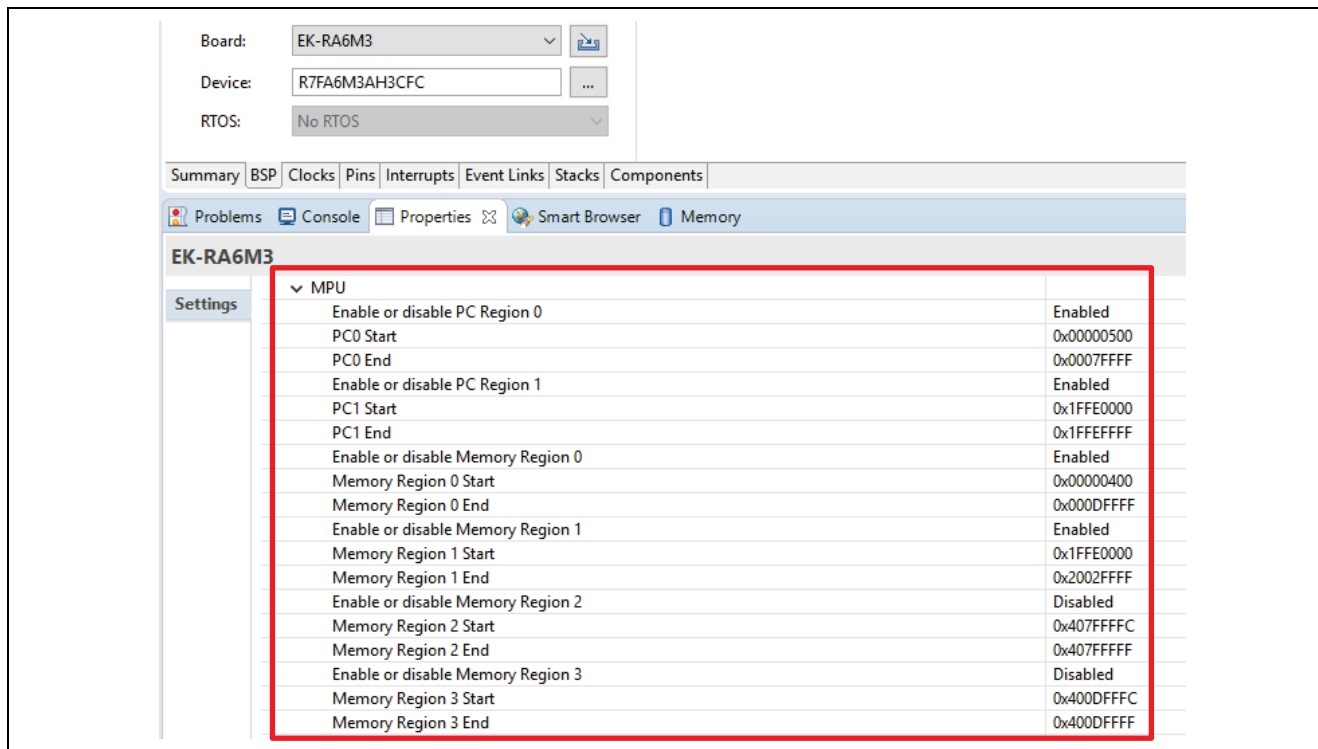 Board: EK-RA6M3
Device: R7FA6M3AH3CFC ...
RTOS: No RTOS
Summary BSP Clocks Pins Interrupts Event Links Stacks Components
Problems Console Properties Smart Browser Memory
EK-RA6M3
Settings
MPU
Enable or disable PC Region 0 Enabled
PC0 Start 0x00000500
PC0 End 0x0007FFFF
Enable or disable PC Region 1 Enabled
PC1 Start 0x1FFE0000
PC1 End 0x1FFEFFFF
Enable or disable Memory Region 0 Enabled
Memory Region 0 Start 0x00000400
Memory Region 0 End 0x000DFFFF
Enable or disable Memory Region 1 Enabled
Memory Region 1 Start 0x1FFE0000
Memory Region 1 End 0x2002FFFF
Enable or disable Memory Region 2 Disabled
Memory Region 2 Start 0x407FFFFC
Memory Region 2 End 0x407FFFFF
Enable or disable Memory Region 3 Disabled
Memory Region 3 Start 0x400DFFFC
Memory Region 3 End 0x400DFFFF